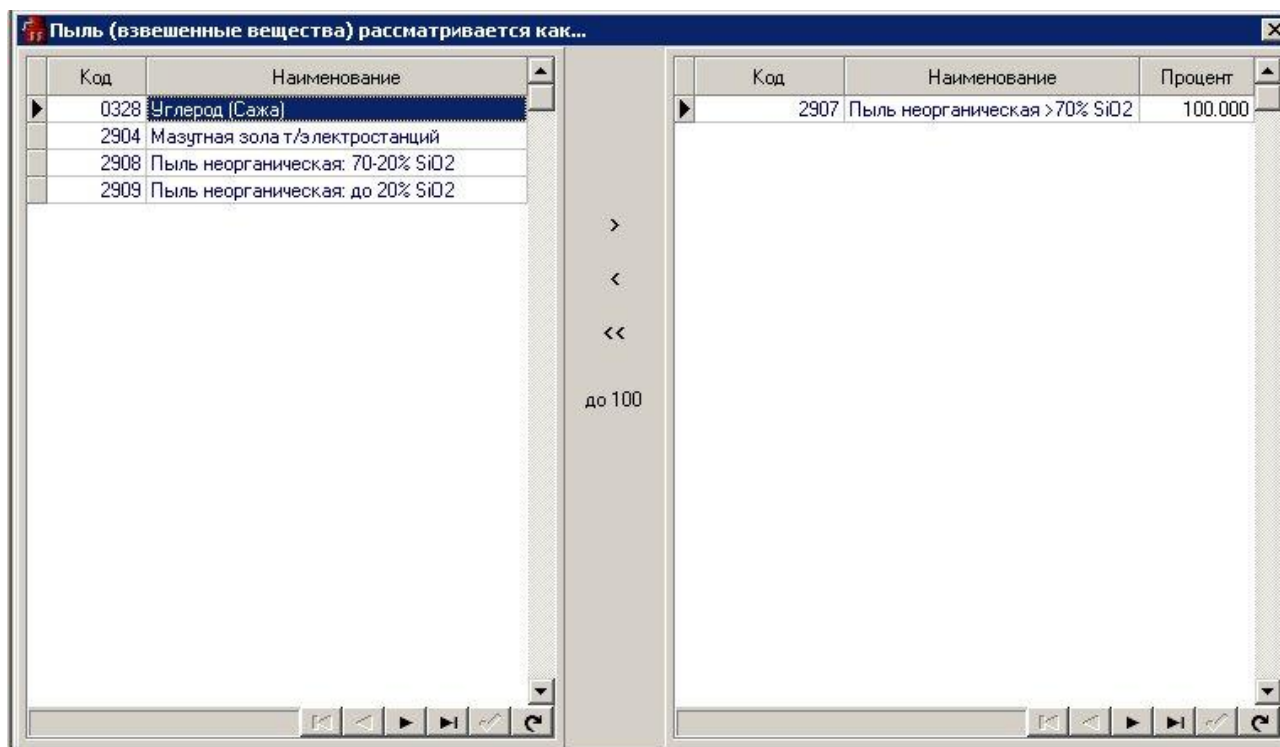 Пыль (взвешенные вещества) рассматривается как...
Код Наименование
0328 Углерод (Сажа)
2904 Мазутная зола т/электростанций
2908 Пыль неорганическая: 70-20% SiO2
2909 Пыль неорганическая: до 20% SiO2
>
<
<<
до 100
Код Наименование Процент
2907 Пыль неорганическая >70% SiO2 100.000